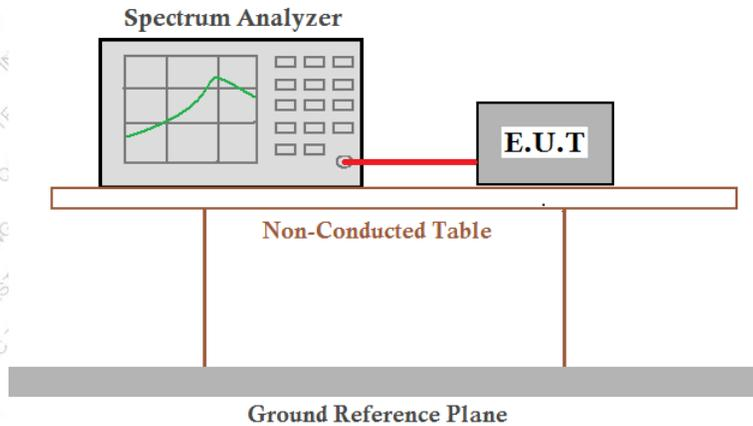 Spectrum Analyzer
E.U.T
Non-Conducted Table
Ground Reference Plane